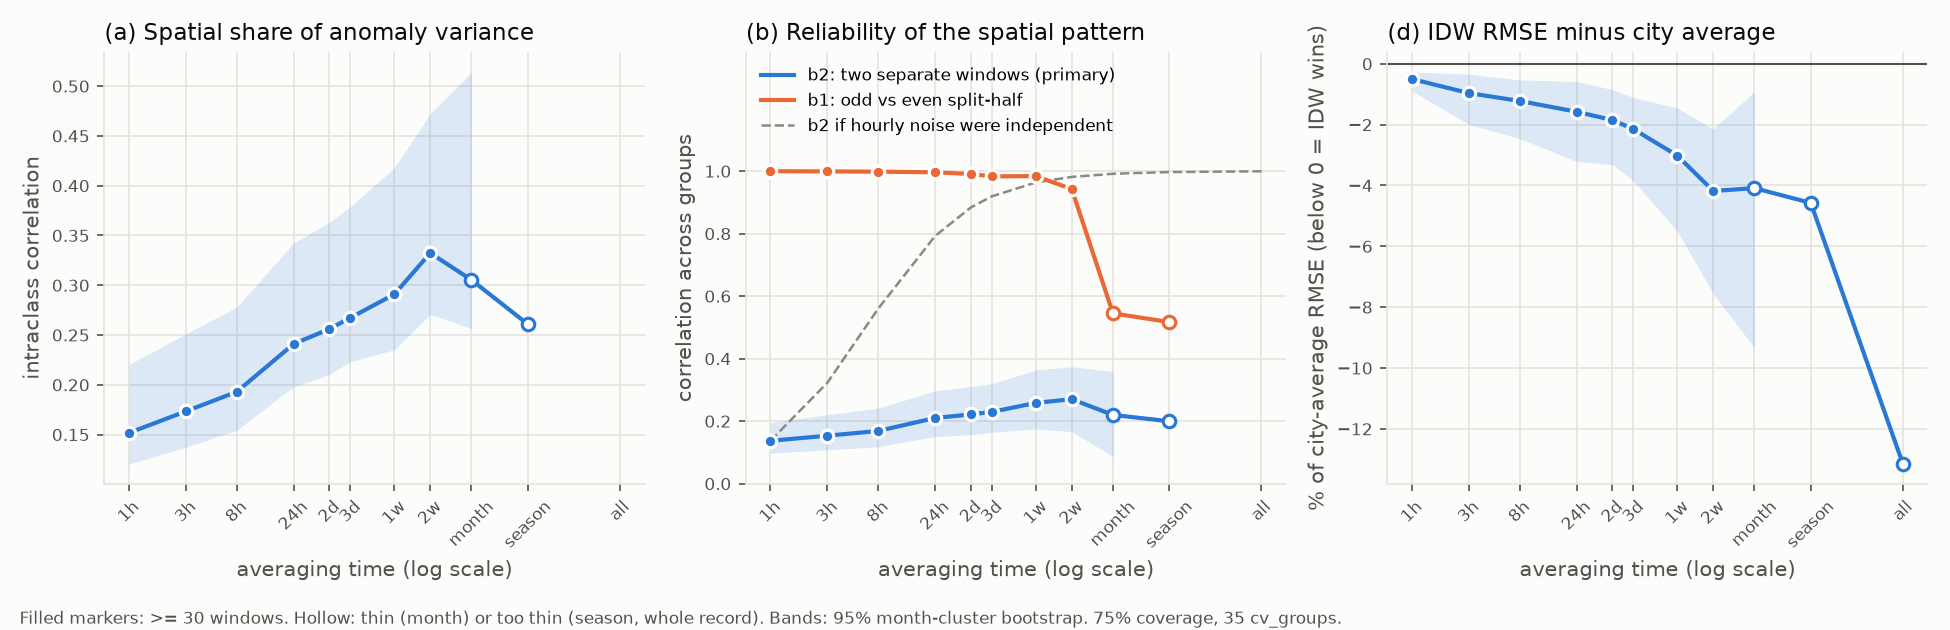 (a) Spatial share of anomaly variance
intraclass correlation
0.50
0.45
0.40
0.35
0.30
0.25
0.20
0.15
1h
3h
8h
24h
2d
3d
1w
2w
month
season
all
averaging time (log scale)
(b) Reliability of the spatial pattern
b2: two separate windows (primary)
b1: odd vs even split-half
b2 if hourly noise were independent
correlation across groups
1.0
0.8
0.6
0.4
0.2
0.0
1h
3h
8h
24h
2d
3d
1w
2w
month
season
all
averaging time (log scale)
(d) IDW RMSE minus city average
% of city-average RMSE (below 0 = IDW wins)
0
−2
−4
−6
−8
−10
−12
1h
3h
8h
24h
2d
3d
1w
2w
month
season
all
averaging time (log scale)
Filled markers: >= 30 windows. Hollow: thin (month) or too thin (season, whole record). Bands: 95% month-cluster bootstrap. 75% coverage, 35 cv_groups.